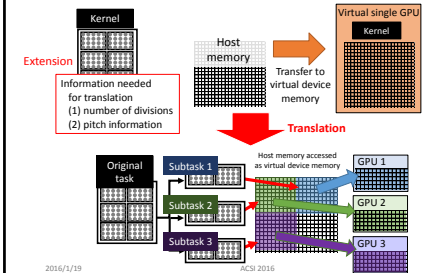 Kernel
Extension
Information needed
for translation
(1) number of divisions
(2) pitch information
Host
memory
Transfer to
virtual device
memory
Virtual single GPU
Kernel
Translation
Original
task
Subtask 1
Subtask 2
Subtask 3
Host memory accessed
as virtual device memory
GPU 1
GPU 2
GPU 3
2016/1/19
ACSI 2016